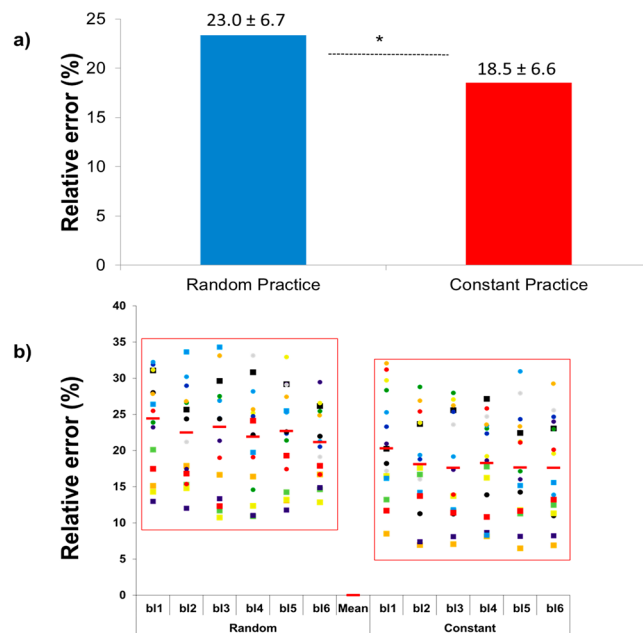 a)
23.0 ± 6.7
*
18.5 ± 6.6
Relative error (%)
25
20
15
10
5
0
Random Practice
Constant Practice
b)
Relative error (%)
40
35
30
25
20
15
10
5
0
bl1 bl2 bl3 bl4 bl5 bl6 Mean bl1 bl2 bl3 bl4 bl5 bl6
Random Constant